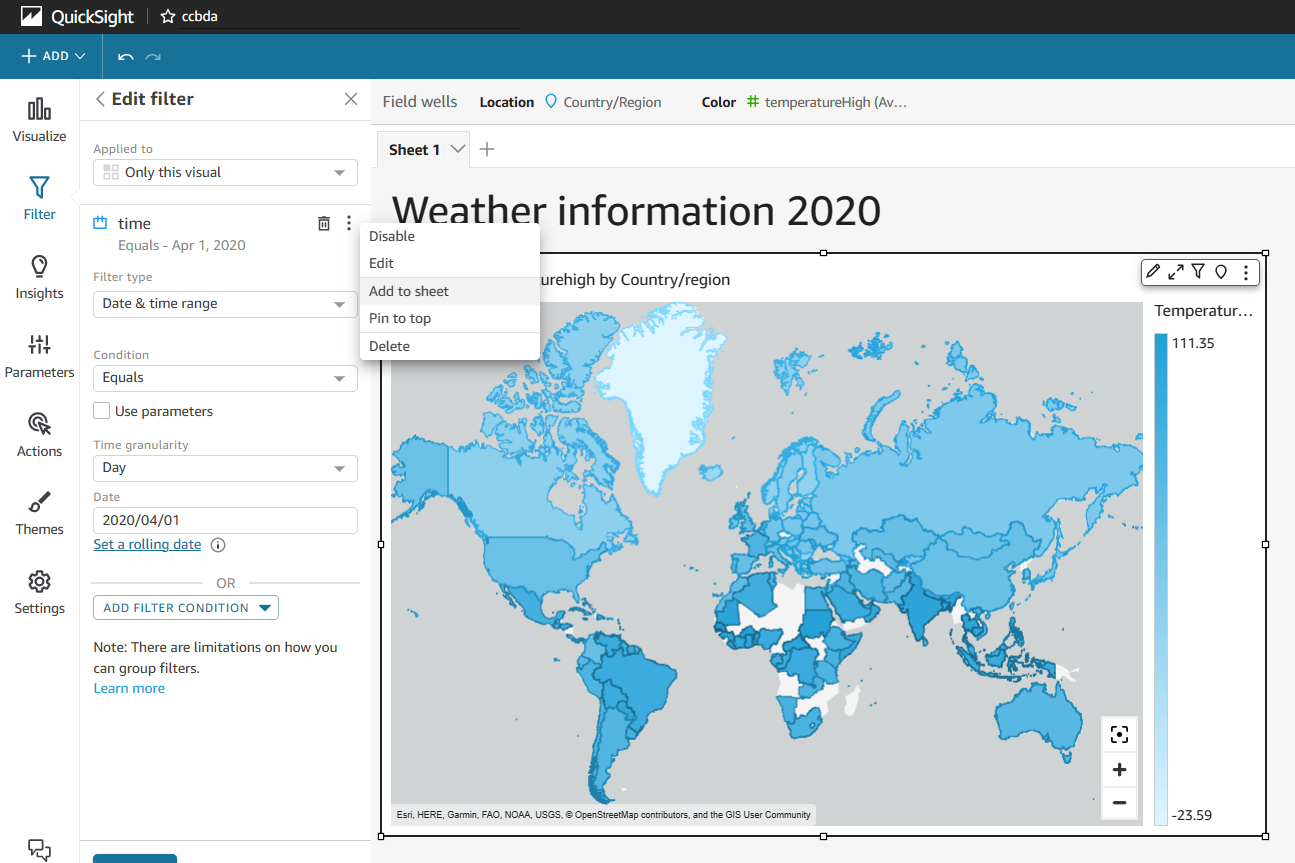 QuickSight
ccbda
ADD
Visualize
Filter
Insights
Parameters
Actions
Themes
Settings
Edit filter
Applied to
Only this visual
time
Equals - Apr 1, 2020
Filter type
Date & time range
Condition
Equals
Use parameters
Time granularity
Day
Date
2020/04/01
Set a rolling date
OR
ADD FILTER CONDITION
Note: There are limitations on how you
can group filters.
Learn more
Disable
Edit
Add to sheet
Pin to top
Delete
Field wells Location Country/Region Color temperatureHigh (Av...
Sheet 1
Weather information 2020
urehigh by Country/region
Temperatur...
111.35
-23.59
Esri, HERE, Garmin, FAO, NOAA, USGS, © OpenStreetMap contributors, and the GIS User Community